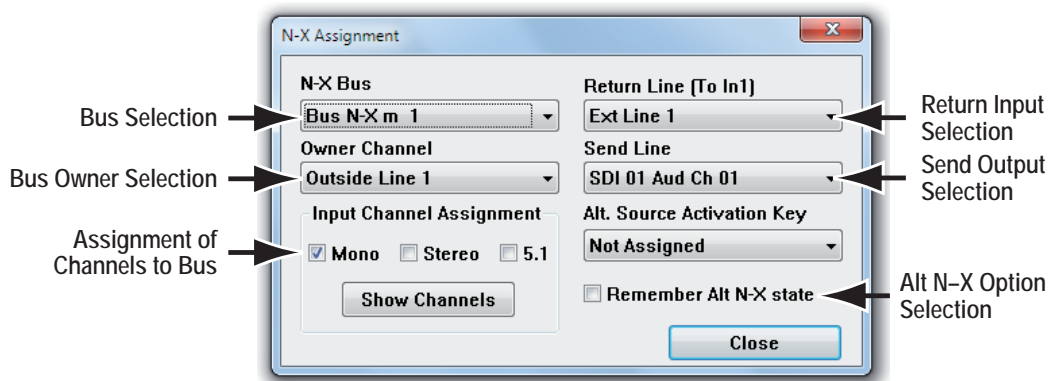 N-X Assignment
N-X Bus
Bus N-X m 1
Owner Channel
Outside Line 1
Input Channel Assignment
Mono
Stereo
5.1
Show Channels
Return Line (To In1)
Ext Line 1
Send Line
SDI 01 Aud Ch 01
Alt. Source Activation Key
Not Assigned
Remember Alt N-X state
Close
Bus Selection
Bus Owner Selection
Assignment of
Channels to Bus
Return Input
Selection
Send Output
Selection
Alt N–X Option
Selection